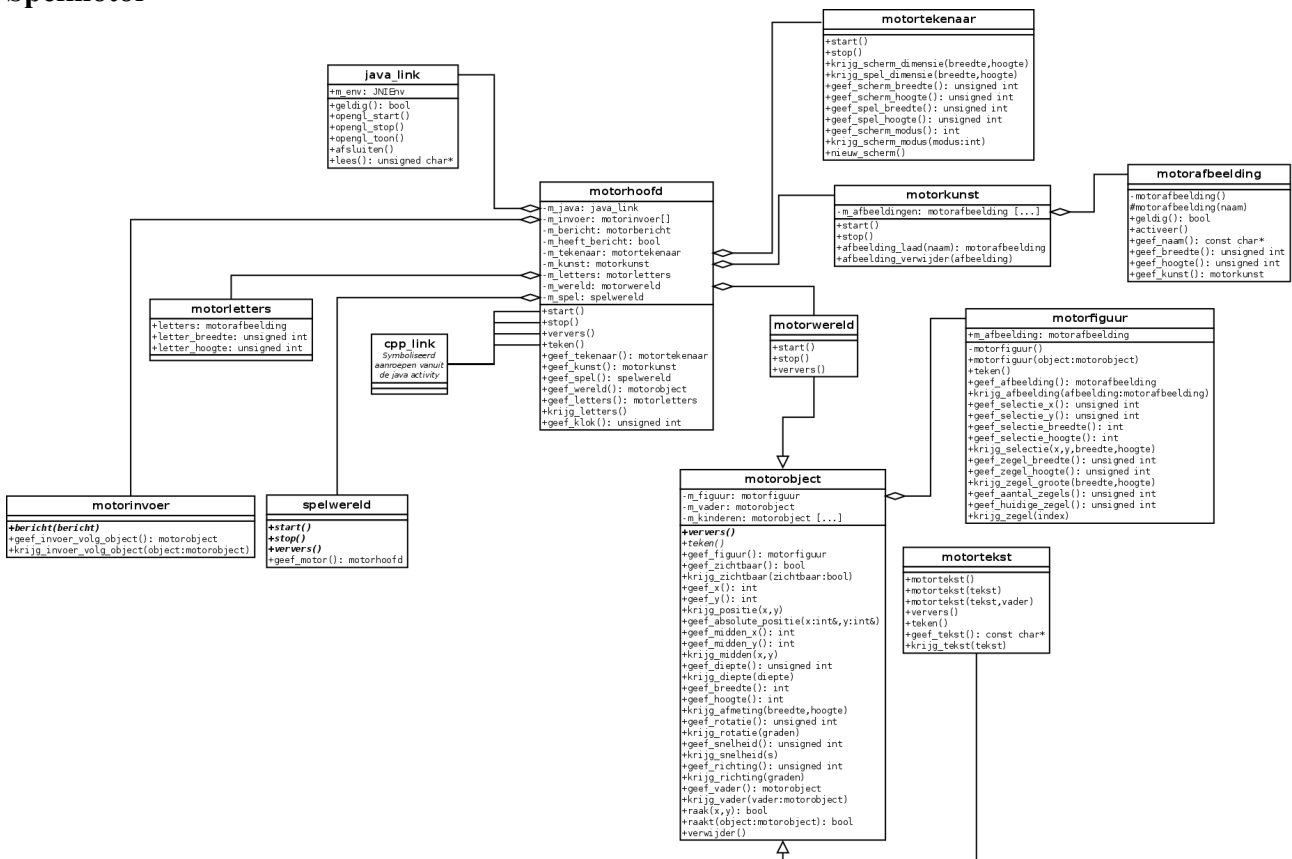 Spelmotor
motortekenaar
+start()
+stop()
+krijg_scherm_dimensie(breedte,hoogte)
+krijg_spel_dimensie(breedte,hoogte)
+geef_scherm_breedte(): unsigned int
+geef_scherm_hoogte(): unsigned int
+geef_spel_breedte(): unsigned int
+geef_spel_hoogte(): unsigned int
+geef_scherm_modus(): int
+krijg_scherm_modus(modus:int)
+nieuw_scherm()
java_link
+m_env: JNIEnv
+geldig(): bool
+opengl_start()
+opengl_stop()
+opengl_toon()
+afsluiten()
+lees(): unsigned char*
motorhoofd
-m_java: java_link
-m_invoer: motorinvoer[]
-m_bericht: motorbericht
-m_heeft_bericht: bool
-m_tekenaar: motortekenaar
-m_kunst: motorkunst
-m_letters: motorletters
-m_wereld: motorwereld
-m_spel: spelwereld
+start()
+stop()
+ververs()
+teken()
+geef_tekenaar(): motortekenaar
+geef_kunst(): motorkunst
+geef_spel(): spelwereld
+geef_wereld(): motorobject
+geef_letters(): motorletters
+krijg_letters()
+geef_klok(): unsigned int
motorkunst
-m_afbeeldingen: motorafbeelding [...]
+start()
+stop()
+afbeelding_laad(naam): motorafbeelding
+afbeelding_verwijder(afbeelding)
motorafbeelding
-motorafbeelding()
#motorafbeelding(naam)
+geldig(): bool
+activeer()
+geef_naam(): const char*
+geef_breedte(): unsigned int
+geef_hoogte(): unsigned int
+geef_kunst(): motorkunst
motorletters
+letters: motorafbeelding
+letter_breedte: unsigned int
+letter_hoogte: unsigned int
cpp_link
Symboliseerd
aanroepen vanuit
de java activity
motorwereld
+start()
+stop()
+ververs()
motorfiguur
+m_afbeelding: motorafbeelding
-motorfiguur()
+motorfiguur(object:motorobject)
+teken()
+geef_afbeelding(): motorafbeelding
+krijg_afbeelding(afbeelding:motorafbeelding)
+geef_selectie_x(): unsigned int
+geef_selectie_y(): unsigned int
+geef_selectie_breedte(): int
+geef_selectie_hoogte(): int
+krijg_selectie(x,y,breedte,hoogte)
+geef_zegel_breedte(): unsigned int
+geef_zegel_hoogte(): unsigned int
+krijg_zegel_groote(breedte,hoogte)
+geef_aantal_zegels(): unsigned int
+geef_huidige_zegel(): unsigned int
+krijg_zegel(index)
motorinvoer
+bericht(bericht)
+geef_invoer_volg_object(): motorobject
+krijg_invoer_volg_object(object:motorobject)
spelwereld
+start()
+stop()
+ververs()
+geef_motor(): motorhoofd
motorobject
-m_figuur: motorfiguur
-m_vader: motorobject
-m_kinderen: motorobject [...]
+ververs()
+teken()
+geef_figuur(): motorfiguur
+geef_zichtbaar(): bool
+krijg_zichtbaar(zichtbaar:bool)
+geef_x(): int
+geef_y(): int
+krijg_positie(x,y)
+geef_absolute_positie(x:int&,y:int&)
+geef_midden_x(): int
+geef_midden_y(): int
+krijg_midden(x,y)
+geef_diepte(): unsigned int
+krijg_diepte(diepte)
+geef_breedte(): int
+geef_hoogte(): int
+krijg_afmeting(breedte,hoogte)
+geef_rotatie(): unsigned int
+krijg_rotatie(graden)
+geef_snelheid(): unsigned int
+krijg_snelheid(s)
+geef_richting(): unsigned int
+krijg_richting(graden)
+geef_vader(): motorobject
+krijg_vader(vader:motorobject)
+raak(x,y): bool
+raakt(object:motorobject): bool
+verwijder()
motortekst
+motortekst()
+motortekst(tekst)
+motortekst(tekst,vader)
+ververs()
+teken()
+geef_tekst(): const char*
+krijg_tekst(tekst)